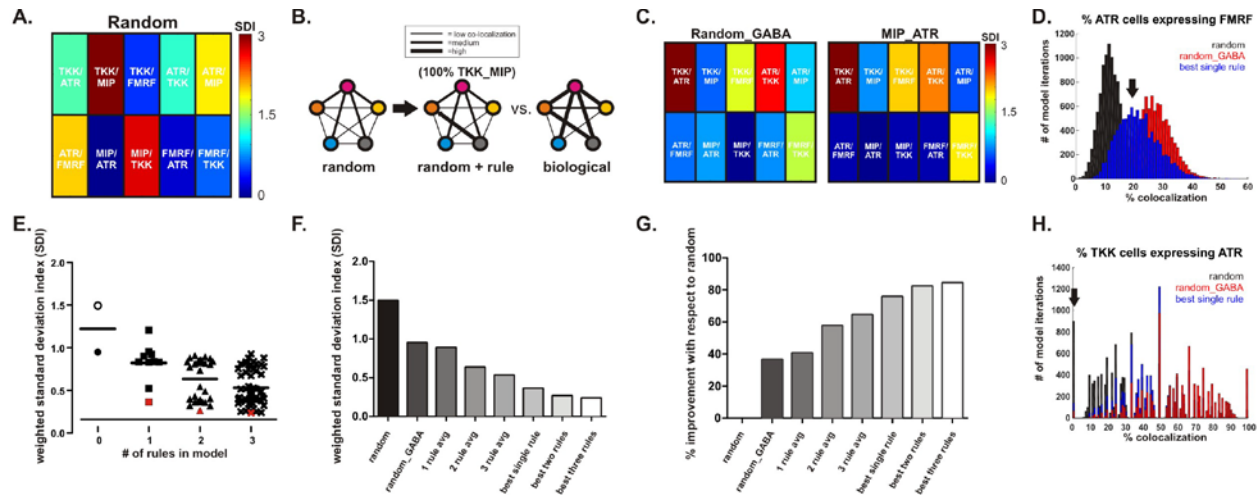 A.
Random
SDI
3
1.5
0
TKK/ATR
TKK/MIP
TKK/FMRF
ATR/TKK
ATR/MIP
ATR/FMRF
MIP/ATR
MIP/TKK
FMRF/ATR
FMRF/TKK
B.
=low co-localization
=medium
=high
(100% TKK_MIP)
vs.
random
random + rule
biological
C.
Random_GABA
MIP_ATR
SDI
3
1.5
0
TKK/ATR
TKK/MIP
TKK/FMRF
ATR/TKK
ATR/MIP
ATR/FMRF
MIP/ATR
MIP/TKK
FMRF/ATR
FMRF/TKK
TKK/ATR
TKK/MIP
TKK/FMRF
ATR/TKK
ATR/MIP
ATR/FMRF
MIP/ATR
MIP/TKK
FMRF/ATR
FMRF/TKK
D.
% ATR cells expressing FMRF
random
random_GABA
best single rule
# of model iterations
1200
1000
800
600
400
200
0
0 10 20 30 40 50 60
% colocalization
E.
weighted standard deviation index (SDI)
2.0
1.5
1.0
0.5
0.0
0 1 2 3
# of rules in model
F.
weighted standard deviation index (SDI)
2.0
1.5
1.0
0.5
0.0
random
random_GABA
1 rule avg
2 rule avg
3 rule avg
best single rule
best two rules
best three rules
G.
% improvement with respect to random
100
80
60
40
20
0
random
random_GABA
1 rule avg
2 rule avg
3 rule avg
best single rule
best two rules
best three rules
H.
% TKK cells expressing ATR
random
random_GABA
best single rule
# of model iterations
1400
1200
1000
800
600
400
200
0
0 10 20 30 40 50 60 70 80 90 100
% colocalization